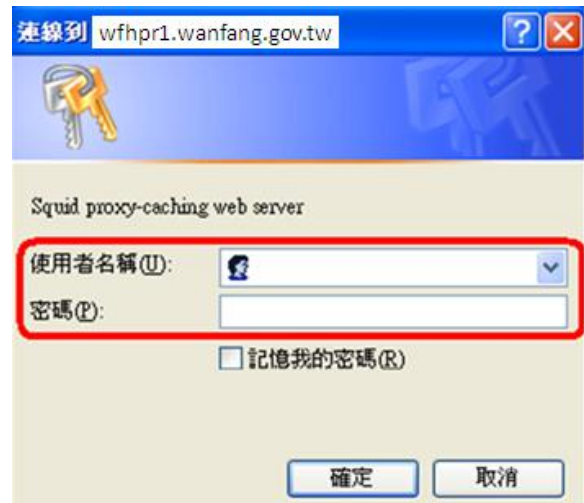 連線到 wfhpr1.wanfang.gov.tw
Squid proxy-caching web server
使用者名稱(U):
密碼(P):
記憶我的密碼(R)
確定 取消